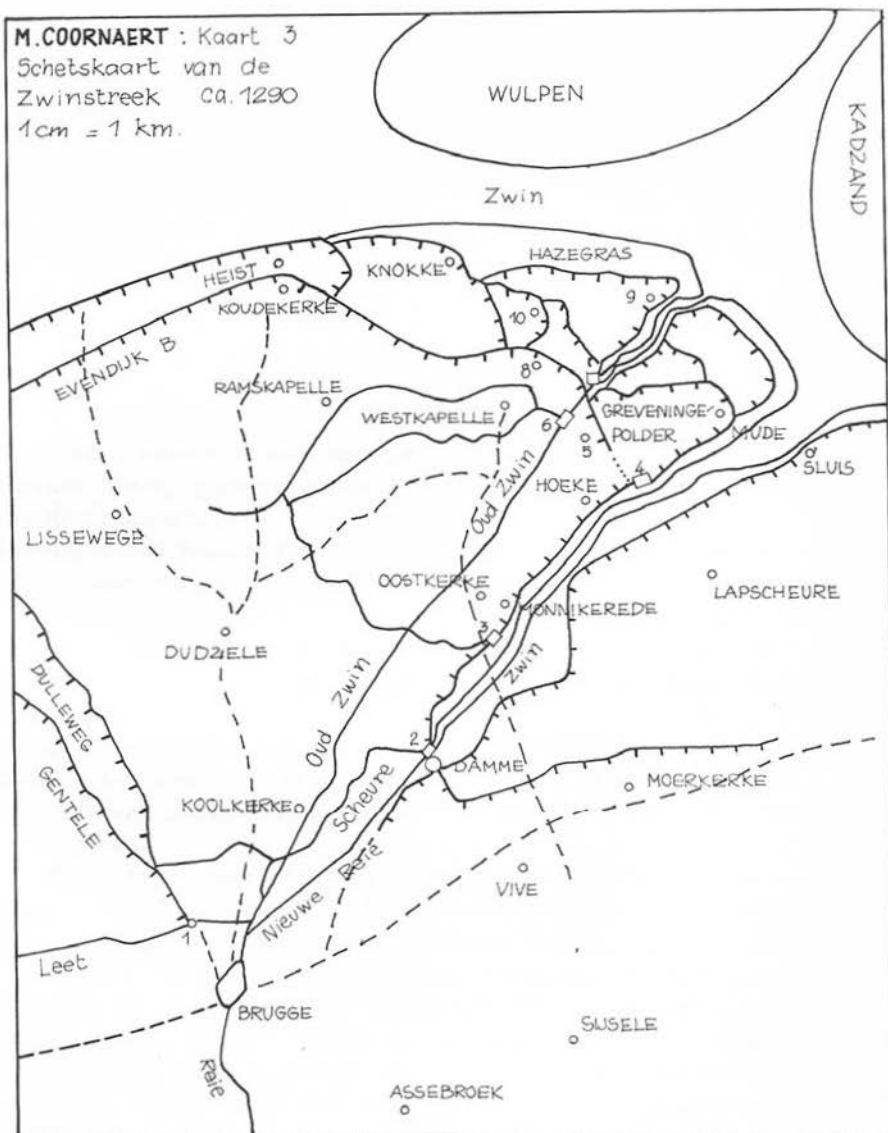 M.COORNAERT : Kaart 3
Schetskaart van de
Zwinstreek ca. 1290
1cm = 1 km.
WULPEN
KADZAND
Zwin
HAZEGRAS
HEIST
KNOKKE
KOUDEKERKE
9
10
EVENDIJK B
8
RAMSKAPELLE
WESTKAPELLE
6
GREVENINGE-
POLDER
MUDE
5
4
SLUIS
HOEKE
Oud Zwin
LISSEWEGE
OOSTKERKE
MONNIKEREDE
LAPSCHEURE
3
DUDZELE
Zwin
DULLEWEG
Oud Zwin
GENTELE
2
DAMME
MOERKERKE
KOOLKERKE
Scheure
VIVE
Nieuwe Reie
1
Leet
BRUGGE
SIJSELE
Reie
ASSEBROEK